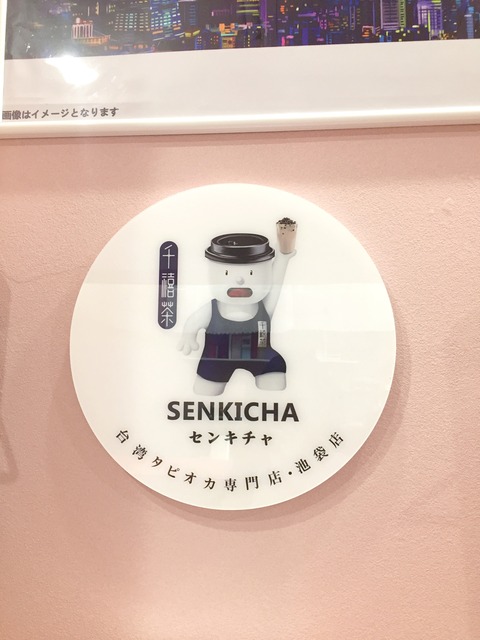 画像はイメージとなります
千禧茶
SENKICHA
センキチャ
台湾タピオカ専門店・池袋店